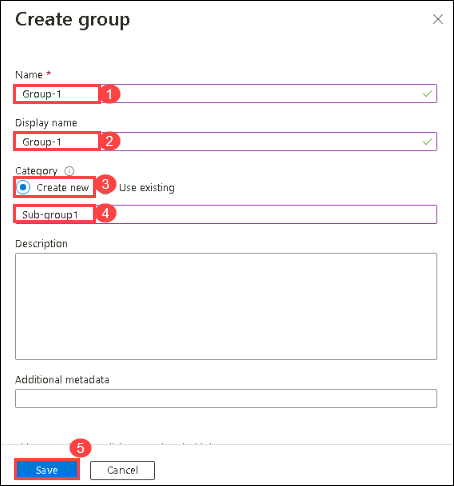 Create group
Name *
Group-1 1
Display name
Group-1 2
Category
Create new 3 Use existing
Sub-group1 4
Description
Additional metadata
5
Save Cancel